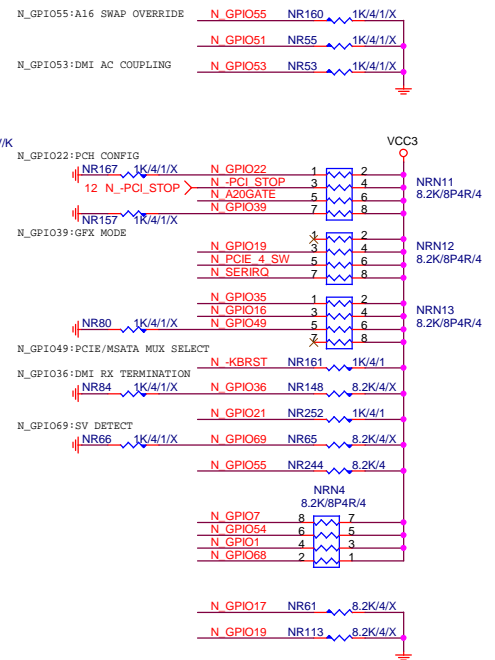 N_GPIO55:A16 SWAP OVERRIDE
N_GPIO55 NR160 1K/4/1/X
N_GPIO51 NR55 1K/4/1/X
N_GPIO53:DMI AC COUPLING
N_GPIO53 NR53 1K/4/1/X
/K
VCC3
N_GPIO22:PCH CONFIG
NR167 1K/4/1/X N_GPIO22 1 2
12 N_-PCI_STOP N_-PCI_STOP 3 4
N_A20GATE 5 6
NR157 1K/4/1/X N_GPIO39 7 8
NRN11
8.2K/8P4R/4
N_GPIO39:GFX MODE
1 2
N_GPIO19 3 4
N_PCIE_4_SW 5 6
N_SERIRQ 7 8
NRN12
8.2K/8P4R/4
N_GPIO35 1 2
N_GPIO16 3 4
NR80 1K/4/1/X N_GPIO49 5 6
7 8
NRN13
8.2K/8P4R/4
N_GPIO49:PCIE/MSATA MUX SELECT
N_-KBRST NR161 1K/4/1
N_GPIO36:DMI RX TERMINATION
NR84 1K/4/1/X N_GPIO36 NR148 8.2K/4/X
N_GPIO21 NR252 1K/4/1
N_GPIO69:SV DETECT
NR66 1K/4/1/X N_GPIO69 NR65 8.2K/4/X
N_GPIO55 NR244 8.2K/4
NRN4
8.2K/8P4R/4
N_GPIO7 8 7
N_GPIO54 6 5
N_GPIO1 4 3
N_GPIO68 2 1
N_GPIO17 NR61 8.2K/4/X
N_GPIO19 NR113 8.2K/4/X